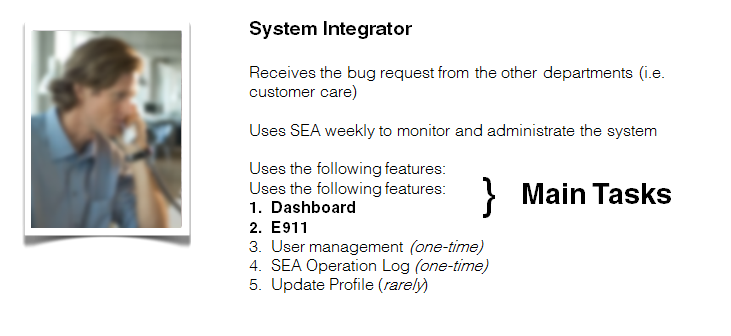 System Integrator
Receives the bug request from the other departments (i.e.
customer care)
Uses SEA weekly to monitor and administrate the system
Uses the following features:
Uses the following features:
} Main Tasks
1. Dashboard
2. E911
3. User management (one-time)
4. SEA Operation Log (one-time)
5. Update Profile (rarely)